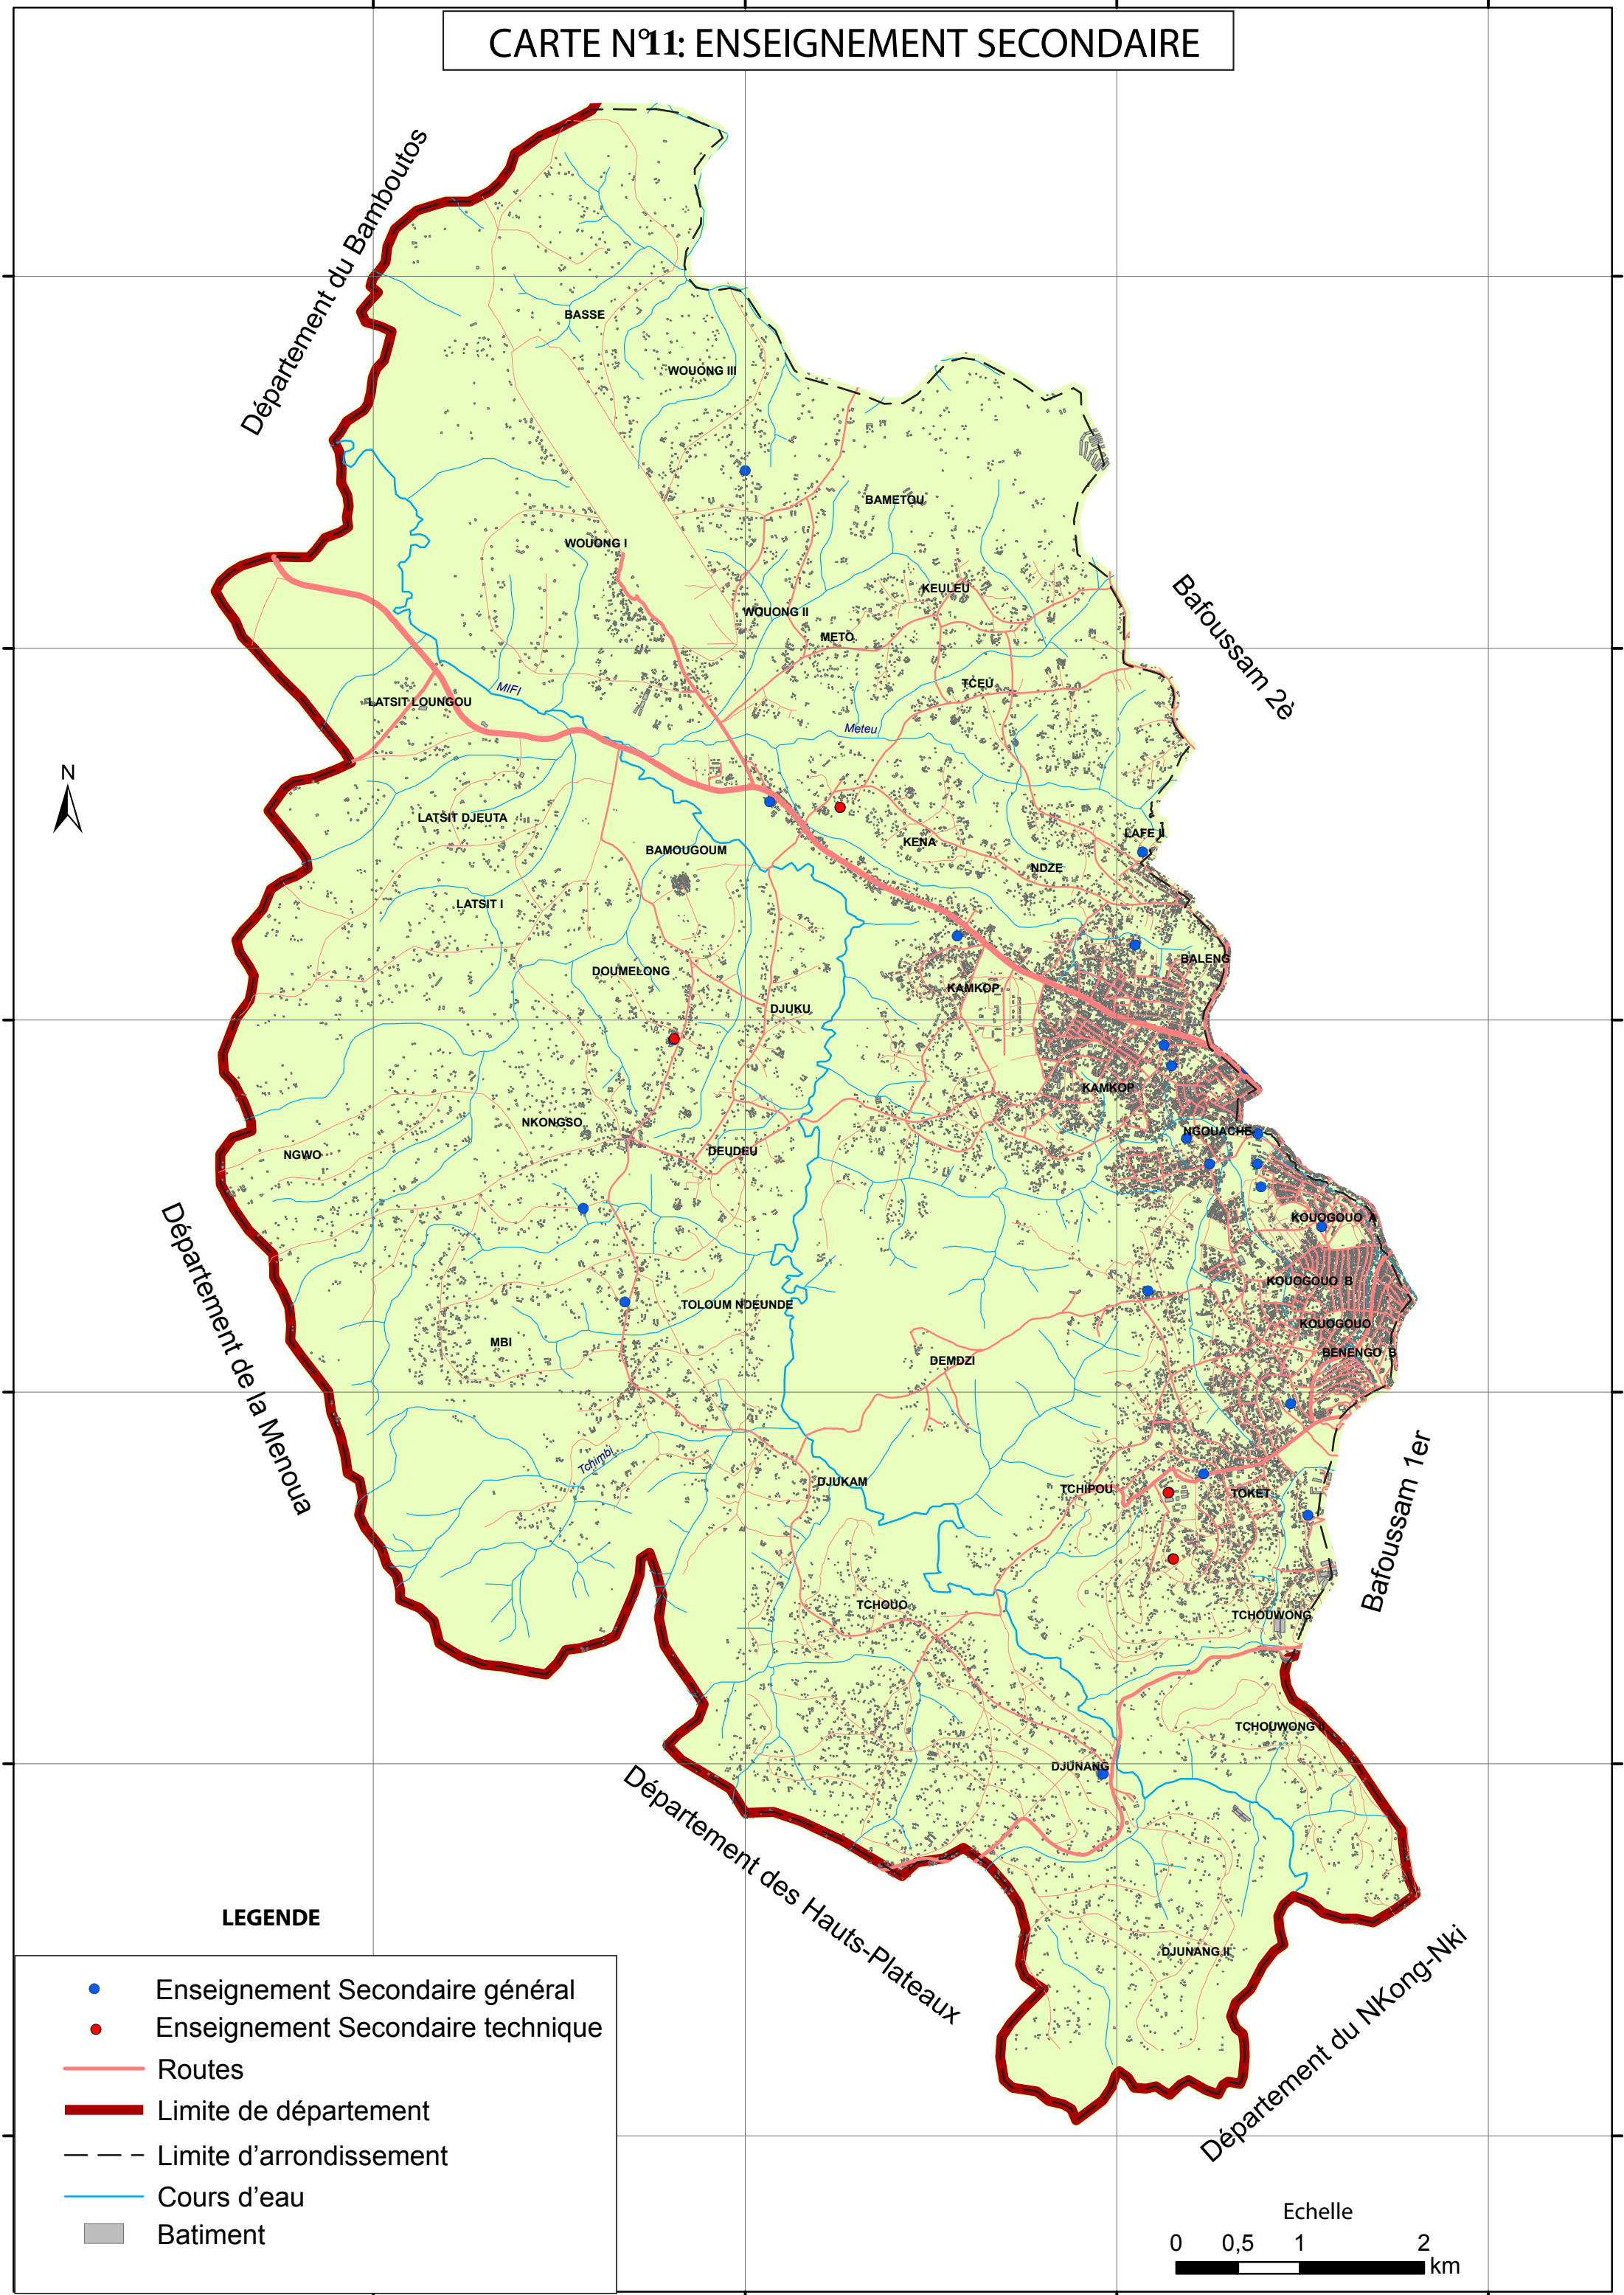 CARTE N°11: ENSEIGNEMENT SECONDAIRE
Département du Bamboutos
BASSE
WOUONG III
BAMETOU
WOUONG I
KEULEU
Bafoussam 2è
WOUONG II
METO
TCEU
MIFI
LATSIT LOUNGOU
Meteu
N
LATSIT DJEUTA
LAFE II
KENA
BAMOUGOUM
NDZE
LATSIT I
BALENG
DOUMELONG
KAMKOP
DJUKU
KAMKOP
NKONGSO
NGOUACHE
DEUDEU
NGWO
Département de la Menoua
KOUOGOUO A
KOUOGOUO B
TOLOUM NDEUNDE
KOUOGOUO
MBI
BENENGO B
DEMDZI
Tchimbi
DJUKAM
TCHIPOU
TOKET
Bafoussam 1er
TCHOUO
TCHOUWONG
TCHOUWONG II
DJUNANG
Département des Hauts-Plateaux
DJUNANG II
Département du NKong-Nki
LEGENDE
Enseignement Secondaire général
Enseignement Secondaire technique
Routes
Limite de département
Limite d'arrondissement
Cours d'eau
Batiment
Echelle
0 0,5 1 2
km